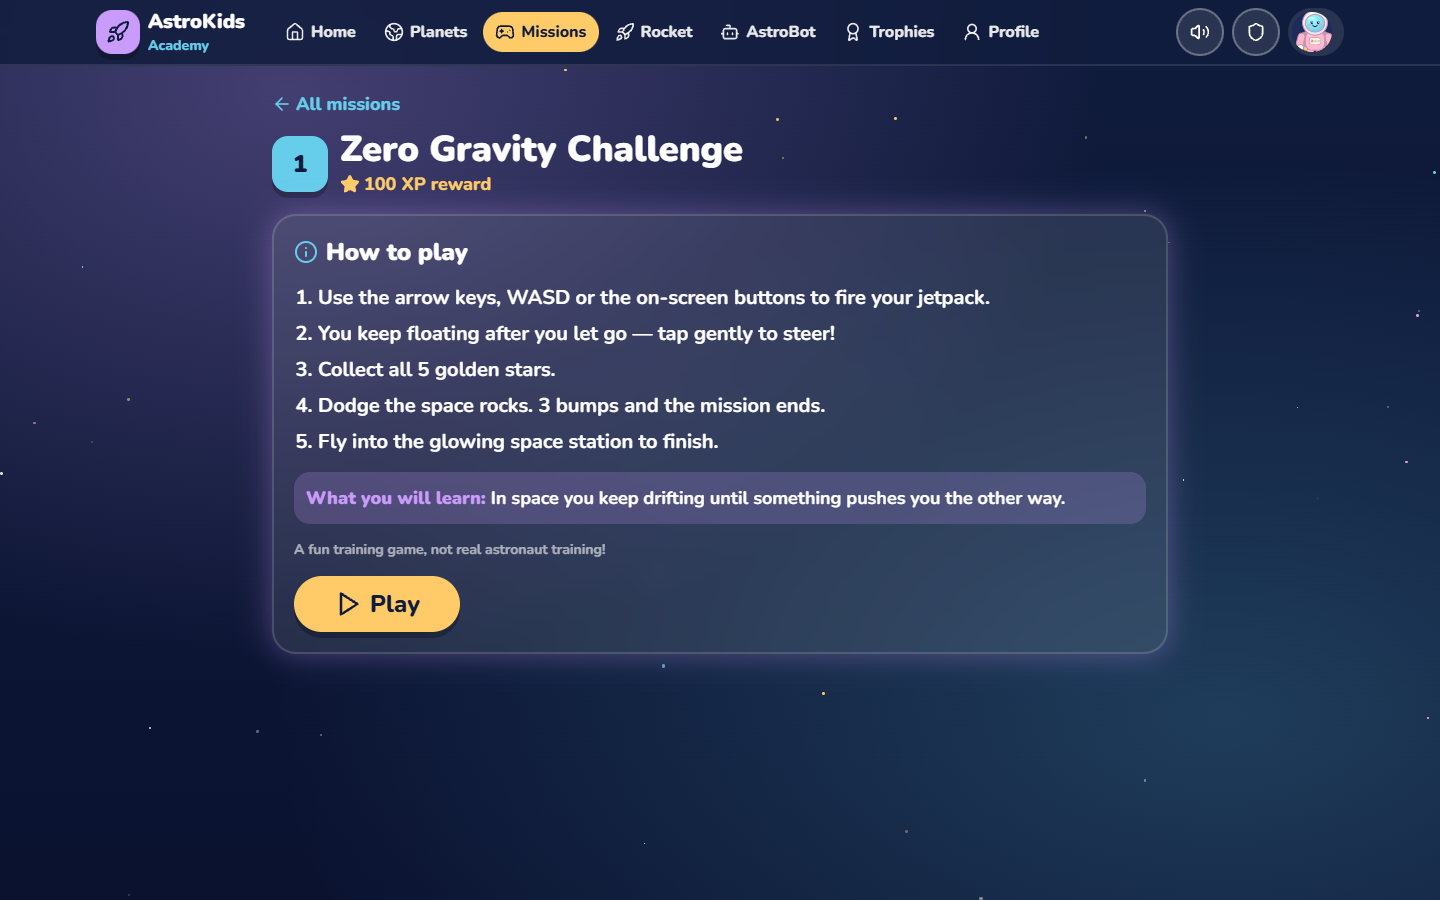 AstroKids
Academy
Home
Planets
Missions
Rocket
AstroBot
Trophies
Profile
All missions
1
Zero Gravity Challenge
100 XP reward
How to play
1. Use the arrow keys, WASD or the on-screen buttons to fire your jetpack.
2. You keep floating after you let go — tap gently to steer!
3. Collect all 5 golden stars.
4. Dodge the space rocks. 3 bumps and the mission ends.
5. Fly into the glowing space station to finish.
What you will learn: In space you keep drifting until something pushes you the other way.
A fun training game, not real astronaut training!
Play